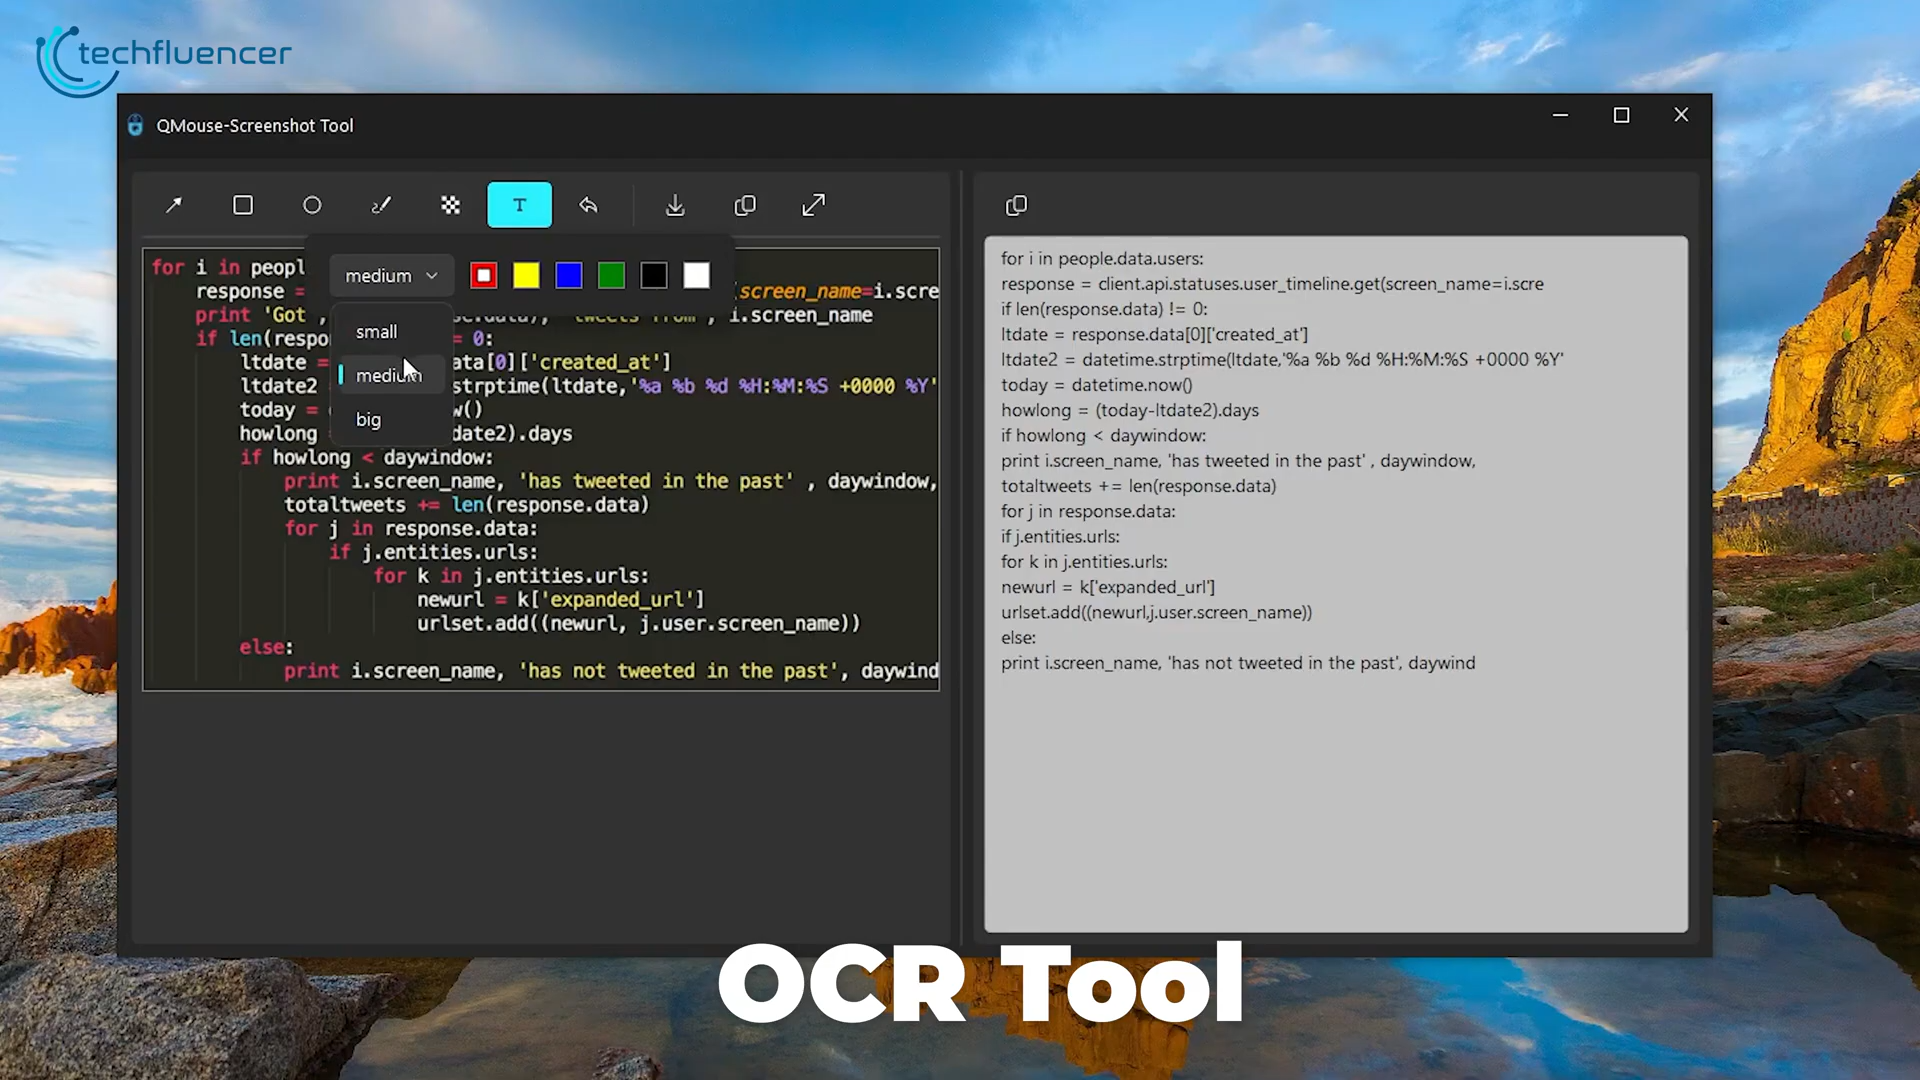 techfluencer
QMouse-Screenshot Tool
T
medium
small
medium
big
for i in peopl
response = (screen_name=i.scre
print 'Got , se.data), tweets from , i.screen_name
if len(respo = 0:
ltdate = ata[0]['created_at']
ltdate2 strptime(ltdate,'%a %b %d %H:%M:%S +0000 %Y'
today = w()
howlong date2).days
if howlong < daywindow:
print i.screen_name, 'has tweeted in the past' , daywindow,
totaltweets += len(response.data)
for j in response.data:
if j.entities.urls:
for k in j.entities.urls:
newurl = k['expanded_url']
urlset.add((newurl, j.user.screen_name))
else:
print i.screen_name, 'has not tweeted in the past', daywind
for i in people.data.users:
response = client.api.statuses.user_timeline.get(screen_name=i.scre
if len(response.data) != 0:
ltdate = response.data[0]['created_at']
ltdate2 = datetime.strptime(ltdate,'%a %b %d %H:%M:%S +0000 %Y'
today = datetime.now()
howlong = (today-ltdate2).days
if howlong < daywindow:
print i.screen_name, 'has tweeted in the past' , daywindow,
totaltweets += len(response.data)
for j in response.data:
if j.entities.urls:
for k in j.entities.urls:
newurl = k['expanded_url']
urlset.add((newurl,j.user.screen_name))
else:
print i.screen_name, 'has not tweeted in the past', daywind
OCR Tool